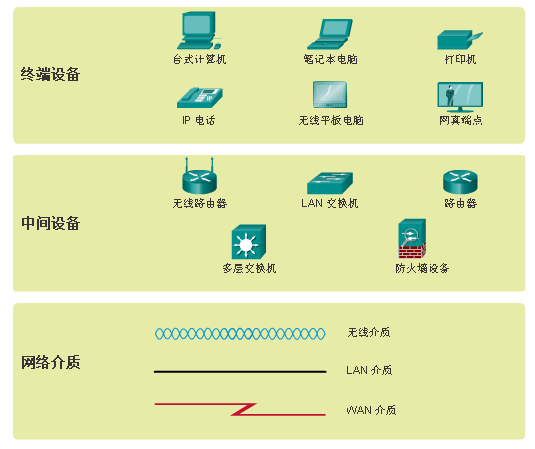 终端设备
台式计算机
笔记本电脑
打印机
IP 电话
无线平板电脑
网真端点
中间设备
无线路由器
LAN 交换机
路由器
多层交换机
防火墙设备
网络介质
无线介质
LAN 介质
WAN 介质